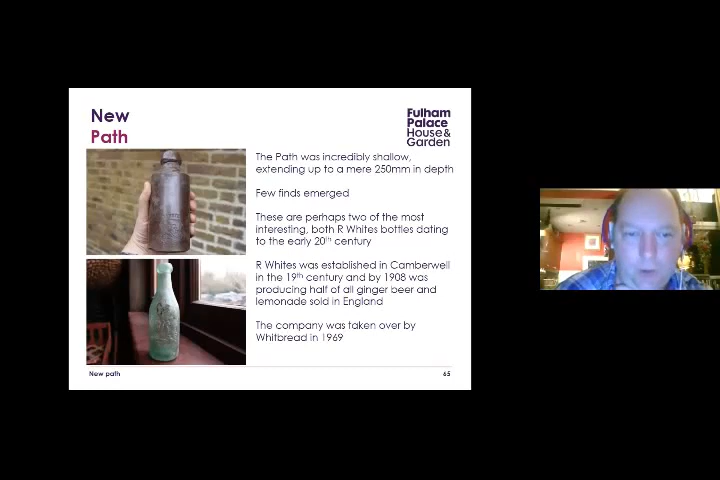 New
Path
Fulham
Palace
House&
Garden
The Path was incredibly shallow,
extending up to a mere 250mm in depth
Few finds emerged
These are perhaps two of the most
interesting, both R Whites bottles dating
to the early 20th century
R Whites was established in Camberwell
in the 19th century and by 1908 was
producing half of all ginger beer and
lemonade sold in England
The company was taken over by
Whitbread in 1969
New path
65